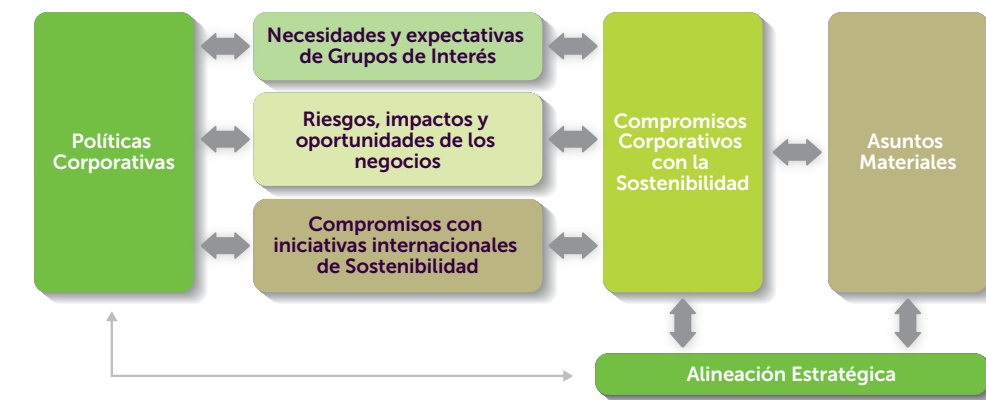 Políticas
Corporativas
Necesidades y expectativas
de Grupos de Interés
Riesgos, impactos y
oportunidades de los
negocios
Compromisos con
iniciativas internacionales
de Sostenibilidad
Compromisos
Corporativos
con la
Sostenibilidad
Asuntos
Materiales
Alineación Estratégica